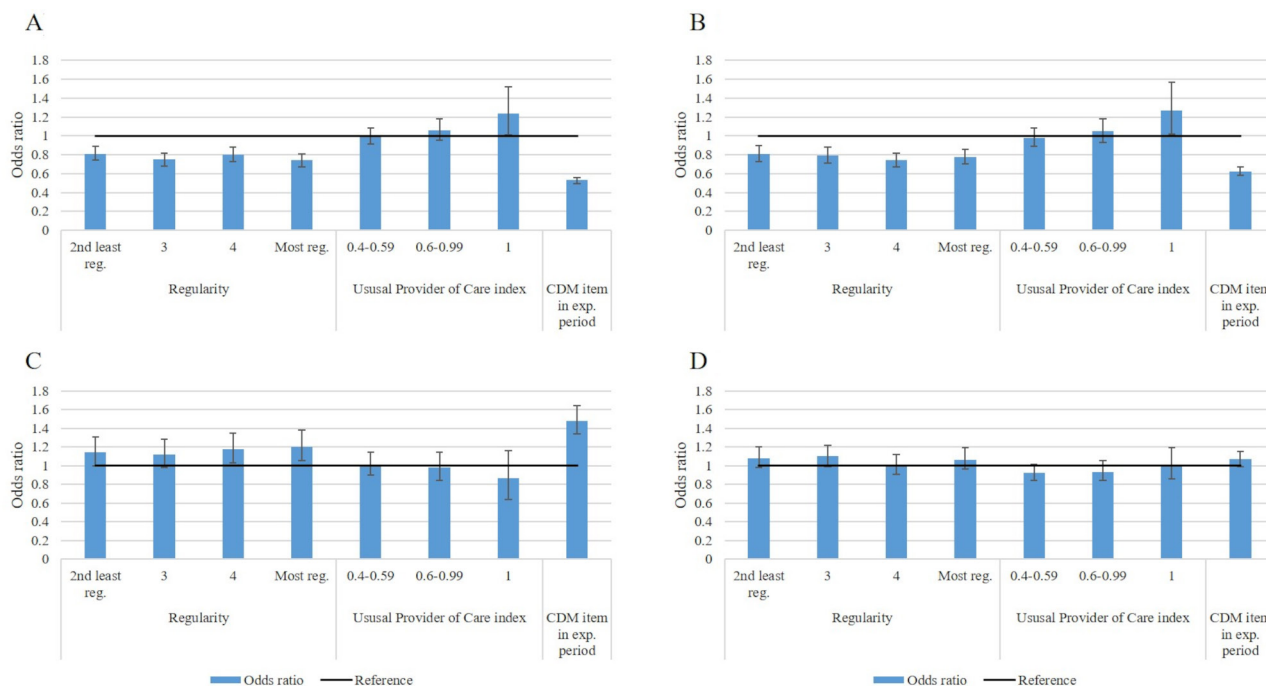 A
1.8
1.6
1.4
1.2
1
0.8
0.6
0.4
0.2
0
Odds ratio
2nd least
reg.
3
4
Most reg.
0.4-0.59
0.6-0.99
1
Regularity
Ususal Provider of Care index
CDM item
in exp.
period
B
1.8
1.6
1.4
1.2
1
0.8
0.6
0.4
0.2
0
Odds ratio
2nd least
reg.
3
4
Most reg.
0.4-0.59
0.6-0.99
1
Regularity
Ususal Provider of Care index
CDM item
in exp.
period
C
1.8
1.6
1.4
1.2
1
0.8
0.6
0.4
0.2
0
Odds ratio
2nd least
reg.
3
4
Most reg.
0.4-0.59
0.6-0.99
1
Regularity
Ususal Provider of Care index
CDM item
in exp.
period
Odds ratio
Reference
D
1.8
1.6
1.4
1.2
1
0.8
0.6
0.4
0.2
0
Odds ratio
2nd least
reg.
3
4
Most reg.
0.4-0.59
0.6-0.99
1
Regularity
Ususal Provider of Care index
CDM item
in exp.
period
Odds ratio
Reference